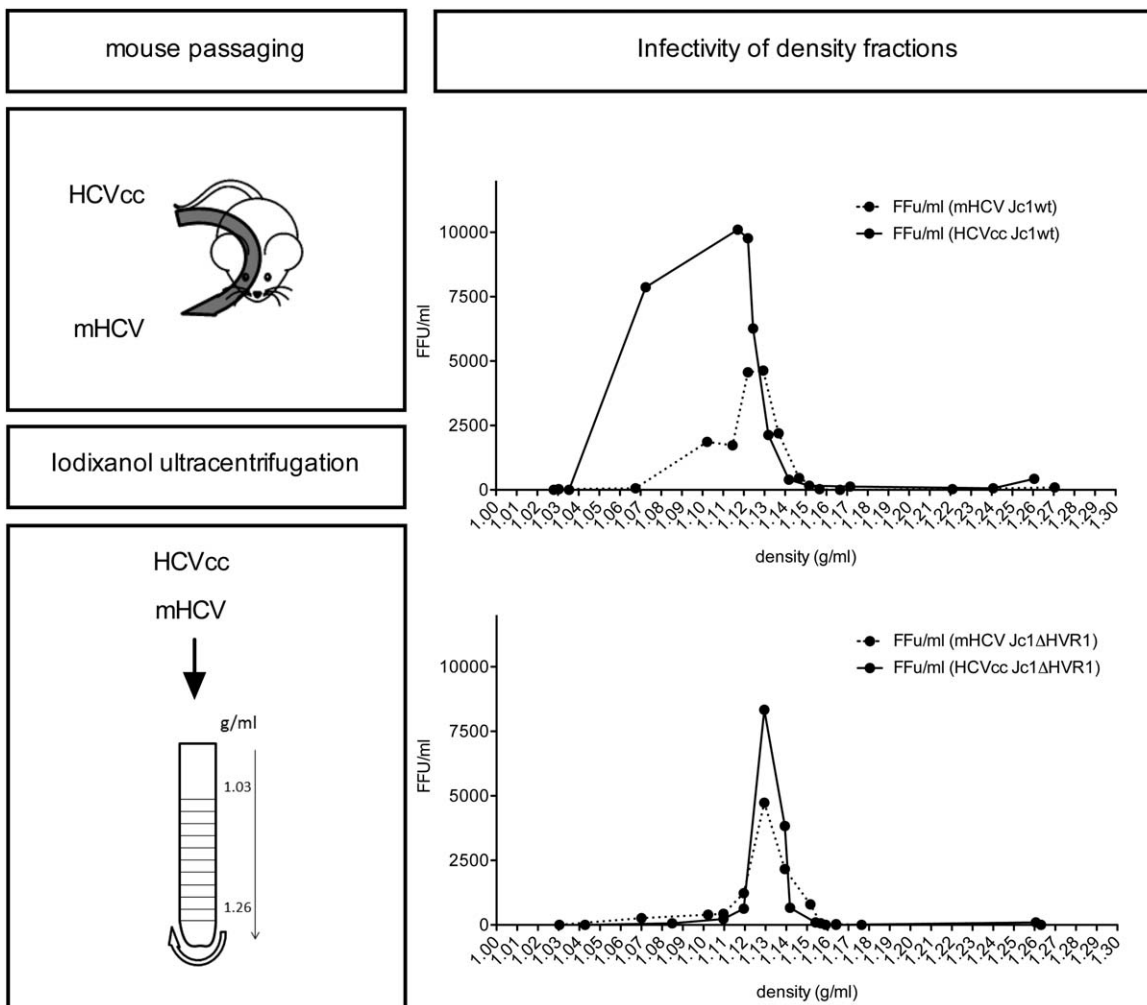 mouse passaging
HCVcc
mHCV
Iodixanol ultracentrifugation
HCVcc
mHCV
g/ml
1.03
1.26
Infectivity of density fractions
FFu/ml (mHCV Jc1wt)
FFu/ml (HCVcc Jc1wt)
FFU/ml
10000
7500
5000
2500
0
1.00 1.01 1.02 1.03 1.04 1.05 1.06 1.07 1.08 1.09 1.10 1.11 1.12 1.13 1.14 1.15 1.16 1.17 1.18 1.19 1.20 1.21 1.22 1.23 1.24 1.25 1.26 1.27 1.28 1.29 1.30
density (g/ml)
FFu/ml (mHCV Jc1ΔHVR1)
FFu/ml (HCVcc Jc1ΔHVR1)
FFU/ml
10000
7500
5000
2500
0
1.00 1.01 1.02 1.03 1.04 1.05 1.06 1.07 1.08 1.09 1.10 1.11 1.12 1.13 1.14 1.15 1.16 1.17 1.18 1.19 1.20 1.21 1.22 1.23 1.24 1.25 1.26 1.27 1.28 1.29 1.30
density (g/ml)